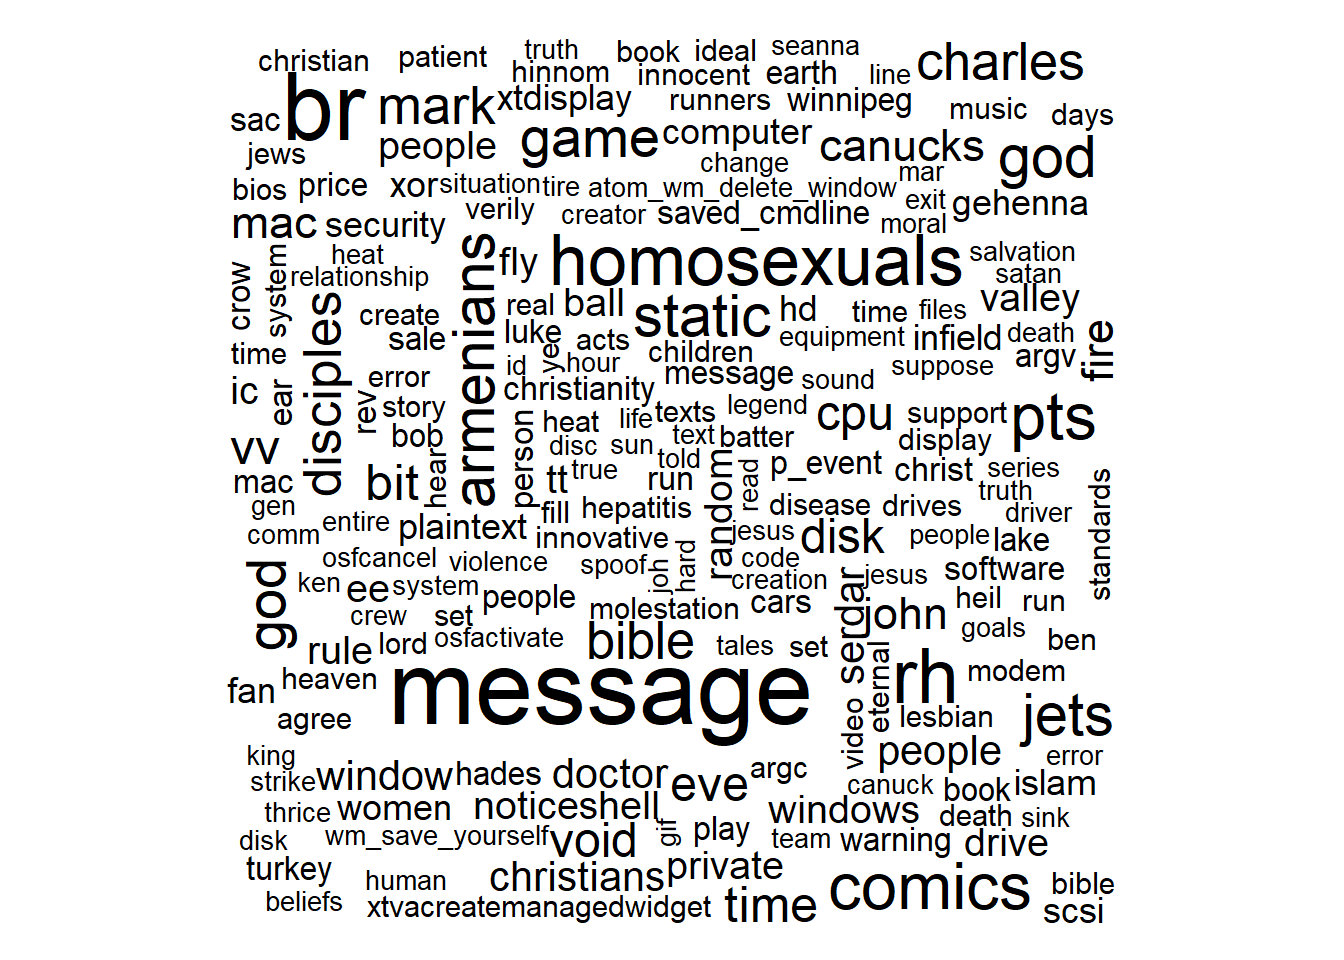 christian patient truth book ideal seanna charles
hinnom innocent earth line
br mark xtdisplay runners winnipeg music days
sac game computer canucks god
jews people change mar
bios price xor situation tire atom_wm_delete_window exit gehenna
mac security verily creator saved_cmdline moral
heat armenians fly homosexuals salvation
crow system relationship satan
disciples create real ball static hd time files valley
time sale luke ye acts children equipment infield death fire
ic ear rev error id hour message sound suppose argv
story christianity life texts legend cpu support pts
vv bob person heat text batter display
mac bit heart disc sun told p_event christ series
gen tt true run random read truth standards
comm entire plaintext fill hepatitis disease drives driver
osfcancel violence innovative jesus disk people lake
god ken ee system spoof joh hard code jesus software
crew set people molestation creation cars serdar john heil run
rule lord osfactivate bible tales set goals ben
fan heaven message eternal rh modem
agree video lesbian jets
king people error
strike window hades doctor eve argc canuck book islam
thrice women noticeshell windows death sink
disk wm_save_yourself void gif play team warning drive
turkey human christians private comics bible
beliefs xtvacreatemanagedwidget time scsi